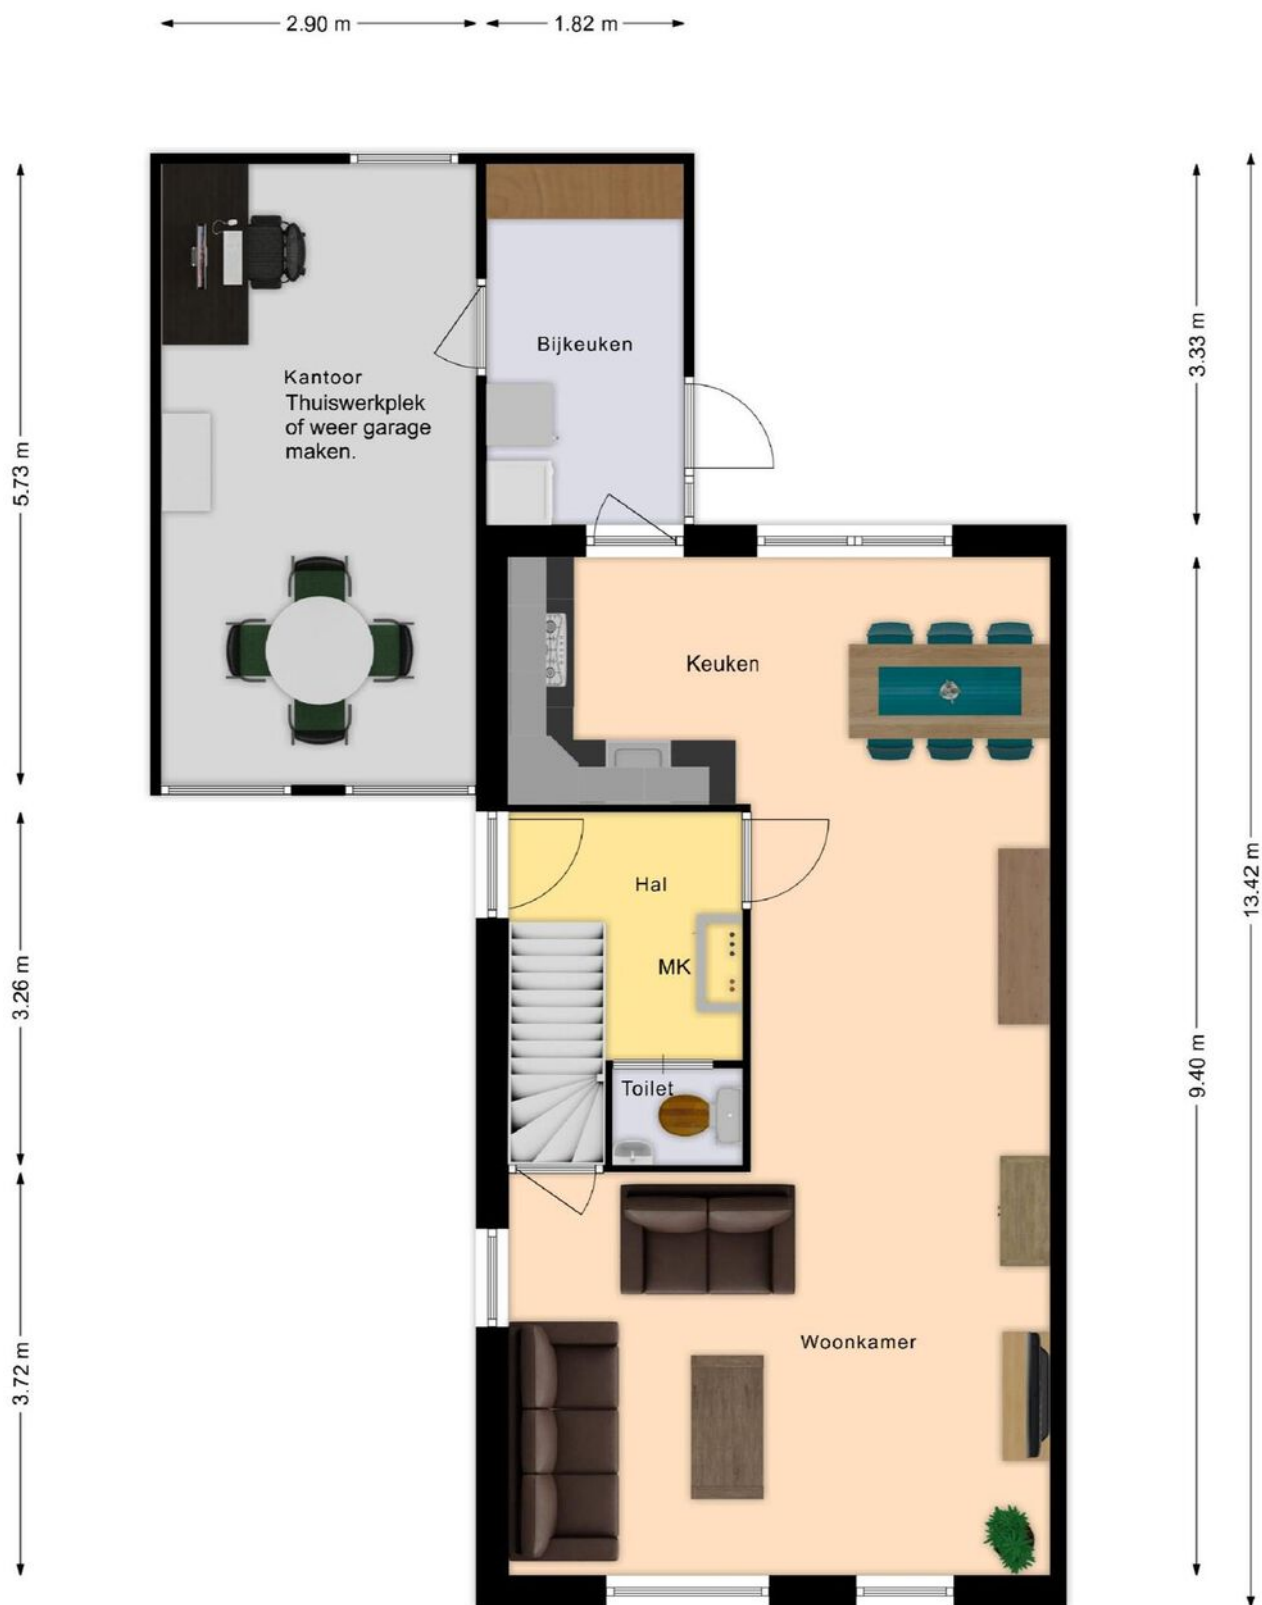 2.90 m
1.82 m
Bijkeuken
3.33 m
Kantoor
Thuiswerkplek
of weer garage
maken.
5.73 m
Keuken
13.42 m
Hal
MK
3.26 m
9.40 m
Toilet
Woonkamer
3.72 m